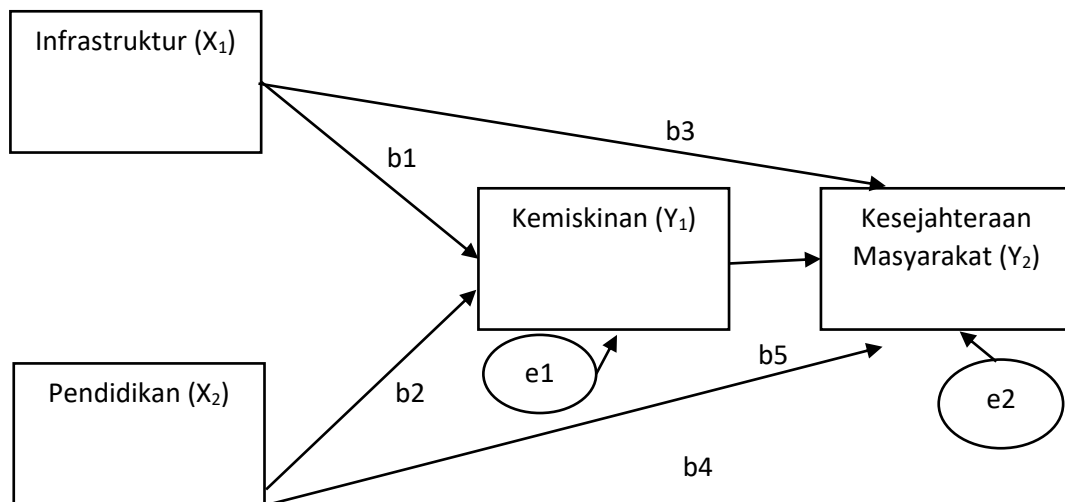 Infrastruktur (X₁)
b3
b1
Kemiskinan (Y₁)
Kesejahteraan
Masyarakat (Y₂)
b5
e1
Pendidikan (X₂)
b2
e2
b4